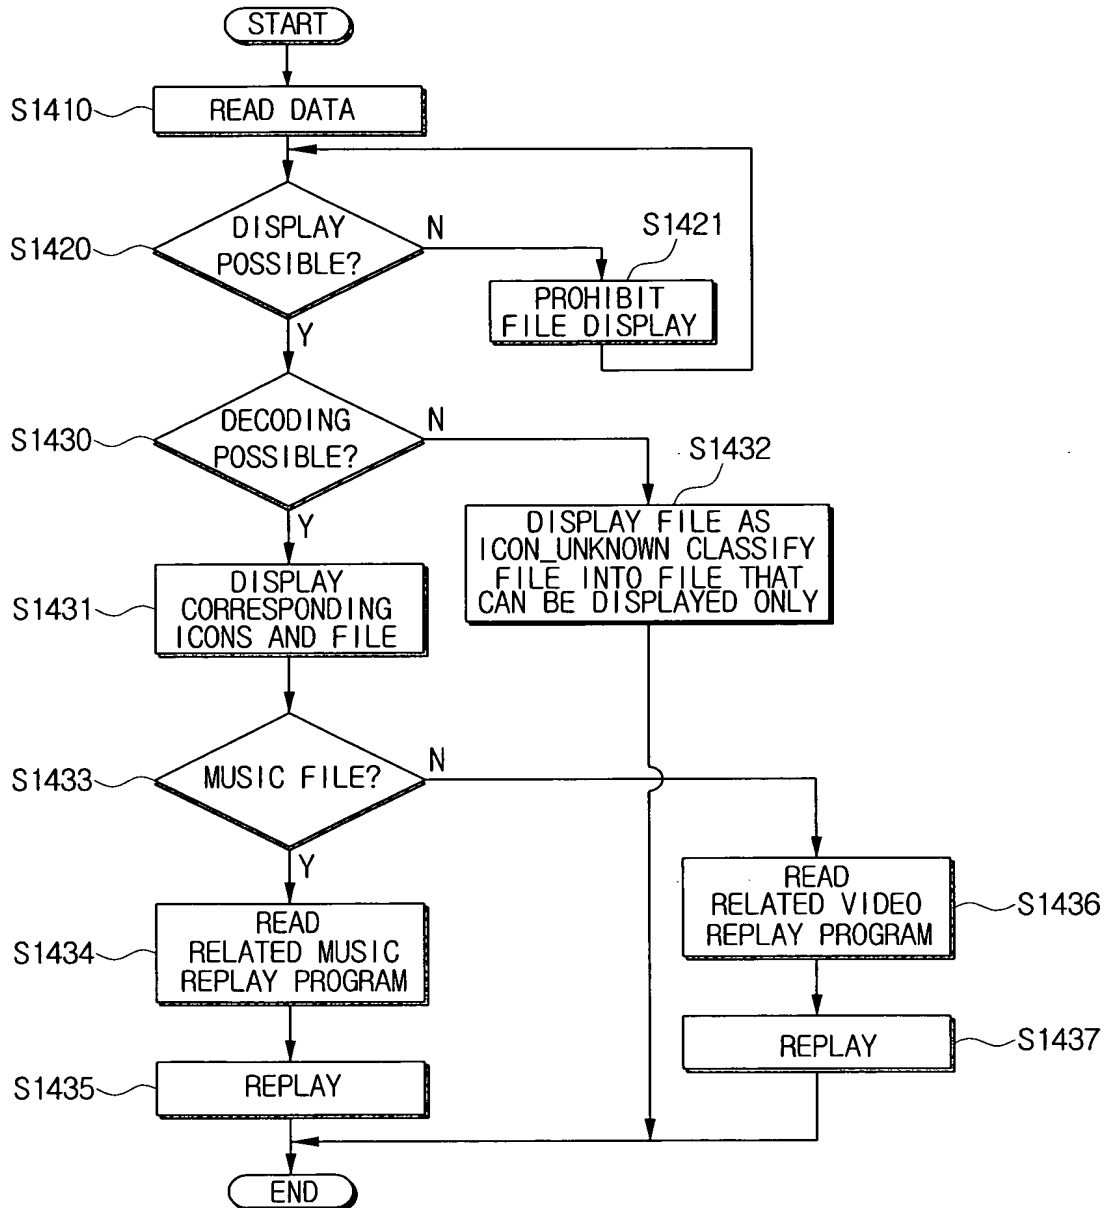 START
S1410
READ DATA
S1420
DISPLAY
POSSIBLE?
N
Y
S1421
PROHIBIT
FILE DISPLAY
S1430
DECODING
POSSIBLE?
N
Y
S1432
DISPLAY FILE AS
ICON_UNKNOWN CLASSIFY
FILE INTO FILE THAT
CAN BE DISPLAYED ONLY
S1431
DISPLAY
CORRESPONDING
ICONS AND FILE
S1433
MUSIC FILE?
N
Y
S1434
READ
RELATED MUSIC
REPLAY PROGRAM
READ
RELATED VIDEO
REPLAY PROGRAM
S1436
S1435
REPLAY
REPLAY
S1437
END